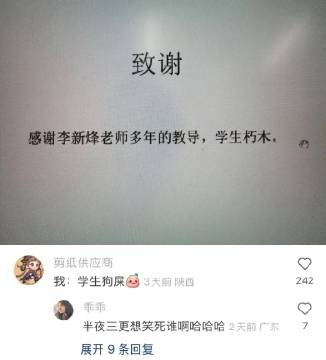 致谢
感谢李新烽老师多年的教导，学生朽木。
剪纸供应商
我：学生狗屎
3天前 陕西
242
乖乖
半夜三更想笑死谁啊哈哈哈 2天前 广东
7
展开 9 条回复